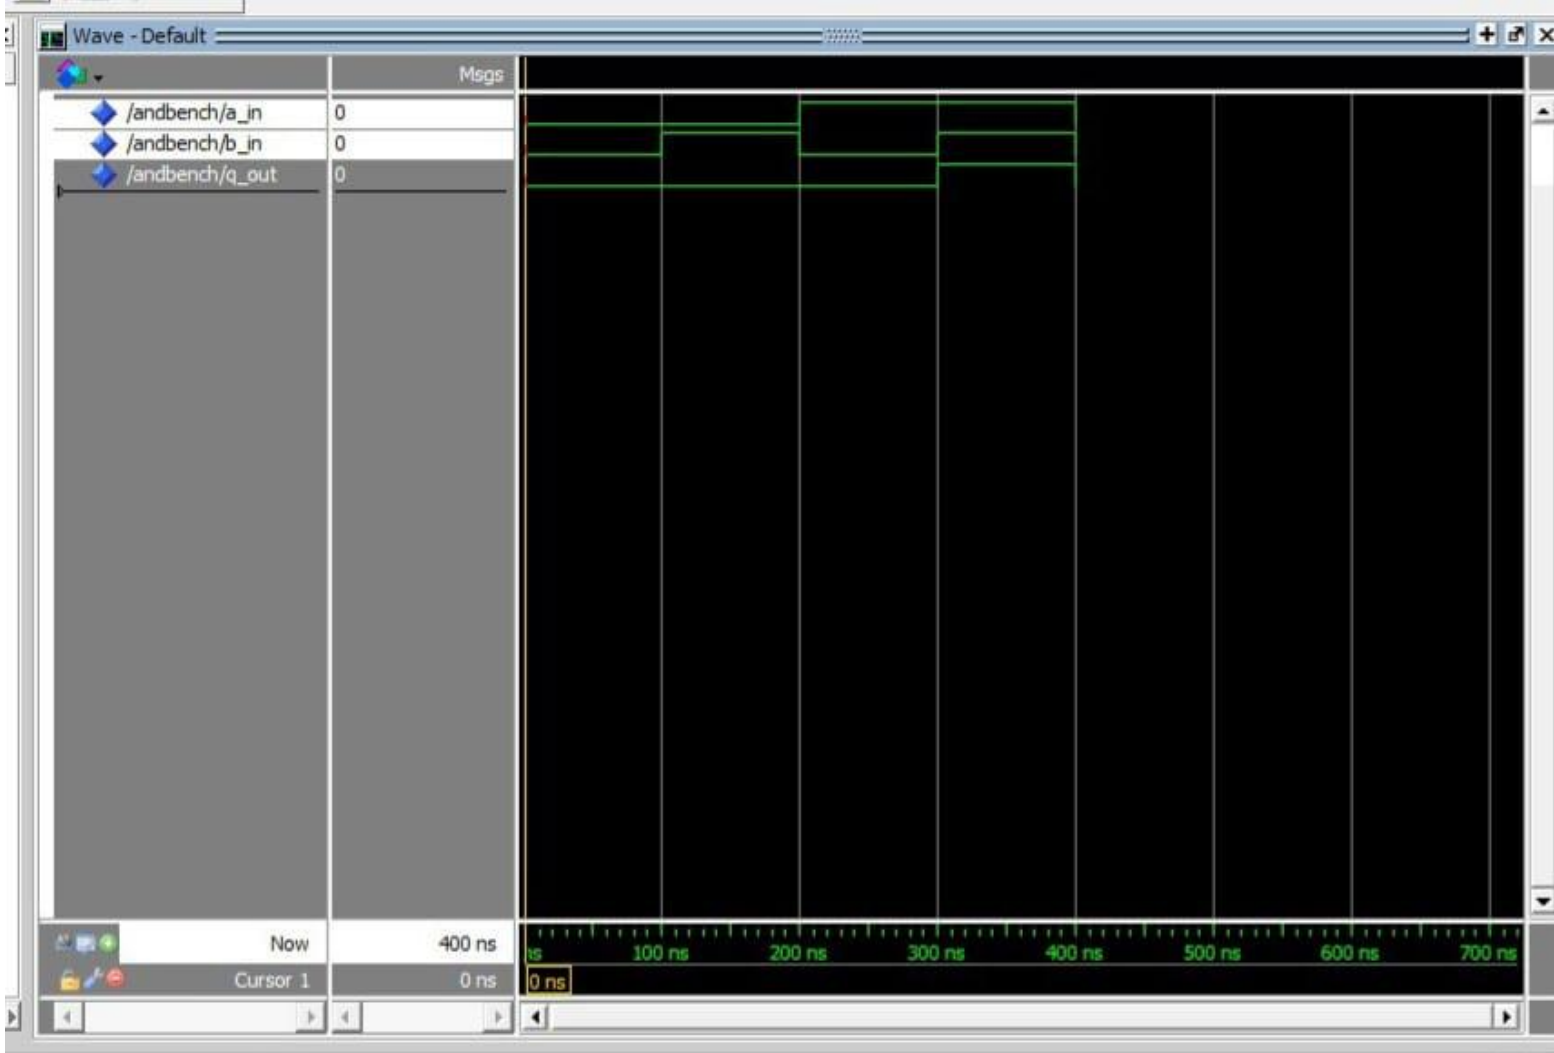 Wave - Default
Msgs
/andbench/a_in 0
/andbench/b_in 0
/andbench/q_out 0
Now 400 ns
Cursor 1 0 ns
ns 100 ns 200 ns 300 ns 400 ns 500 ns 600 ns 700 ns
0 ns